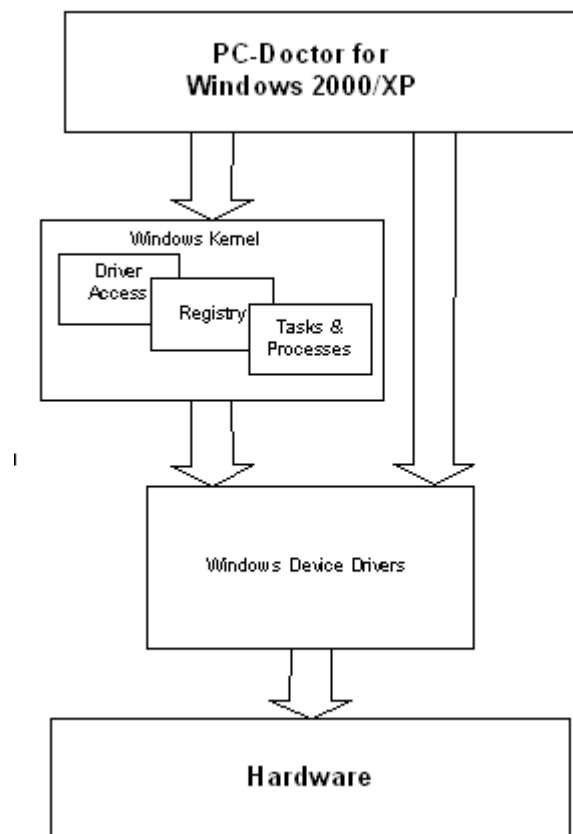 PC-Doctor for
Windows 2000/XP
Windows Kernel
Driver
Access
Registry
Tasks &
Processes
Windows Device Drivers
Hardware